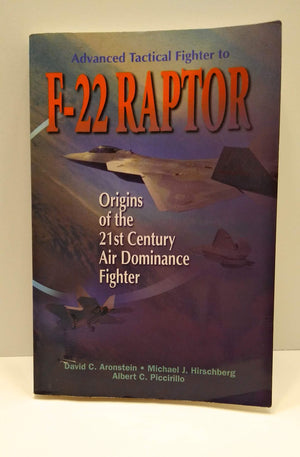 Advanced Tactical Fighter to
F-22 RAPTOR
Origins
of the
21st Century
Air Dominance
Fighter
David C. Aronstein • Michael J. Hirschberg
Albert C. Piccirillo